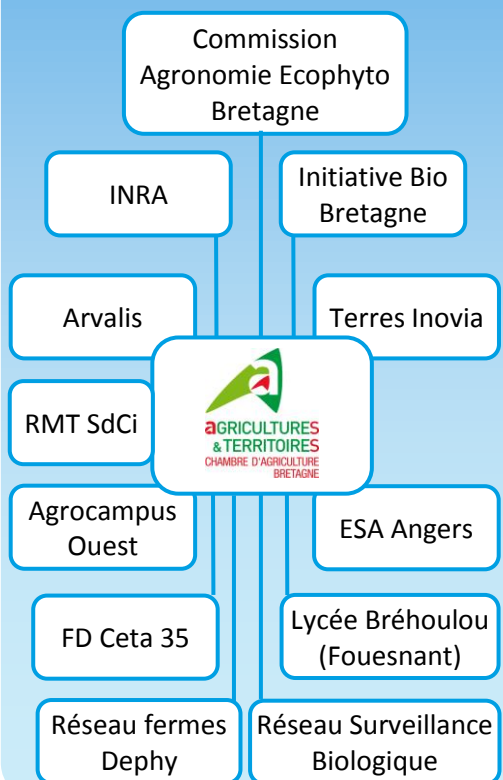 Commission
Agronomie Ecophyto
Bretagne
INRA
Initiative Bio
Bretagne
Arvalis
Terres Inovia
RMT SdCi
aGRICULTURES
& TERRITOIRES
CHAMBRE D'AGRICULTURE
BRETAGNE
Agrocampus
Ouest
ESA Angers
FD Ceta 35
Lycée Bréhoulou
(Fouesnant)
Réseau fermes
Dephy
Réseau Surveillance
Biologique